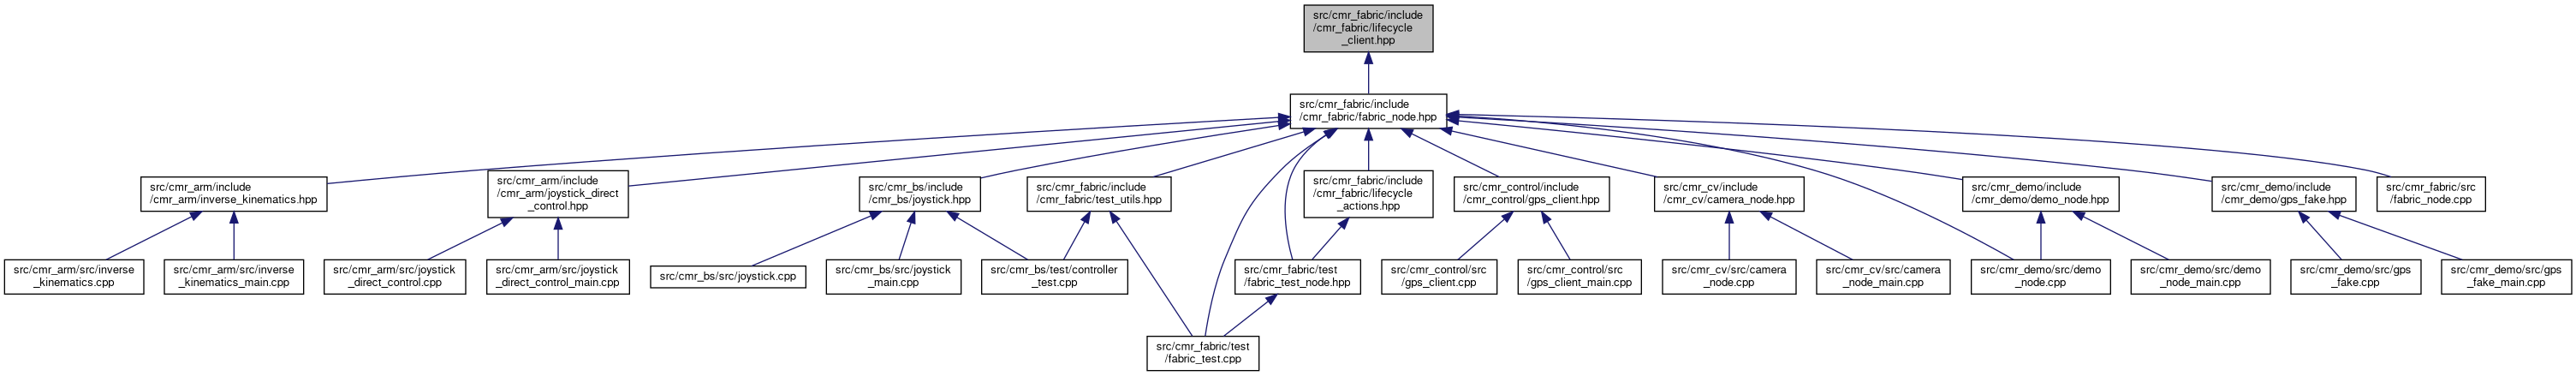 src/cmr_fabric/include
/cmr_fabric/lifecycle
_client.hpp
src/cmr_fabric/include
/cmr_fabric/fabric_node.hpp
src/cmr_arm/include
/cmr_arm/inverse_kinematics.hpp
src/cmr_arm/include
/cmr_arm/joystick_direct
_control.hpp
src/cmr_bs/include
/cmr_bs/joystick.hpp
src/cmr_fabric/include
/cmr_fabric/test_utils.hpp
src/cmr_fabric/include
/cmr_fabric/lifecycle
_actions.hpp
src/cmr_control/include
/cmr_control/gps_client.hpp
src/cmr_cv/include
/cmr_cv/camera_node.hpp
src/cmr_demo/include
/cmr_demo/demo_node.hpp
src/cmr_demo/include
/cmr_demo/gps_fake.hpp
src/cmr_fabric/src
/fabric_node.cpp
src/cmr_arm/src/inverse
_kinematics.cpp
src/cmr_arm/src/inverse
_kinematics_main.cpp
src/cmr_arm/src/joystick
_direct_control.cpp
src/cmr_arm/src/joystick
_direct_control_main.cpp
src/cmr_bs/src/joystick.cpp
src/cmr_bs/src/joystick
_main.cpp
src/cmr_bs/test/controller
_test.cpp
src/cmr_fabric/test
/fabric_test_node.hpp
src/cmr_control/src
/gps_client.cpp
src/cmr_control/src
/gps_client_main.cpp
src/cmr_cv/src/camera
_node.cpp
src/cmr_cv/src/camera
_node_main.cpp
src/cmr_demo/src/demo
_node.cpp
src/cmr_demo/src/demo
_node_main.cpp
src/cmr_demo/src/gps
_fake.cpp
src/cmr_demo/src/gps
_fake_main.cpp
src/cmr_fabric/test
/fabric_test.cpp